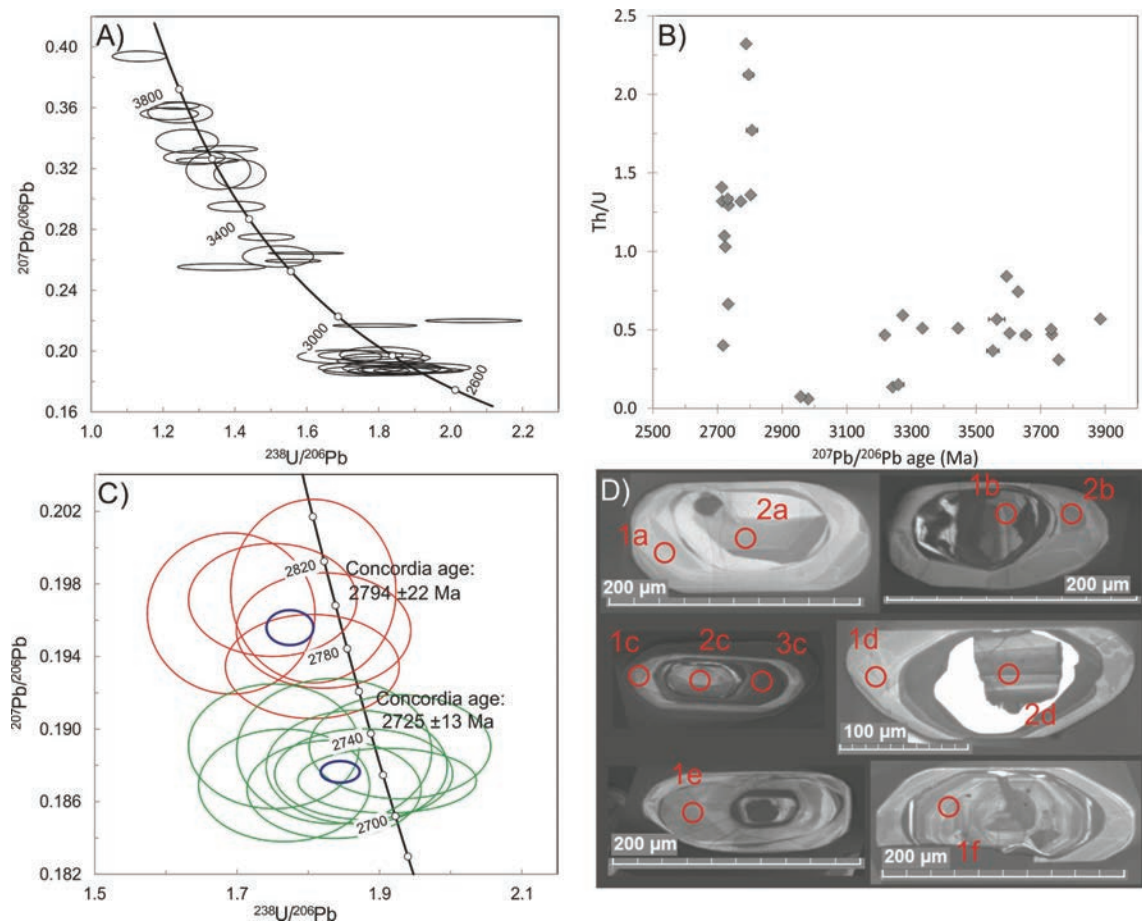 A)
0.40
0.36
0.32
0.28
0.24
0.20
0.16
²⁰⁷Pb/²⁰⁶Pb
3800
3400
3000
2600
1.0 1.2 1.4 1.6 1.8 2.0 2.2
²³⁸U/²⁰⁶Pb
B)
2.5
2.0
1.5
1.0
0.5
0.0
Th/U
2500 2700 2900 3100 3300 3500 3700 3900
²⁰⁷Pb/²⁰⁶Pb age (Ma)
C)
0.202
0.198
0.194
0.190
0.186
0.182
²⁰⁷Pb/²⁰⁶Pb
2820
Concordia age:
2794 ±22 Ma
2780
Concordia age:
2725 ±13 Ma
2740
2700
1.5 1.7 1.9 2.1
²³⁸U/²⁰⁶Pb
D)
1a 2a
200 µm
1b 2b
200 µm
1c 2c 3c
1d
2d
100 µm
1e
200 µm
1f
200 µm